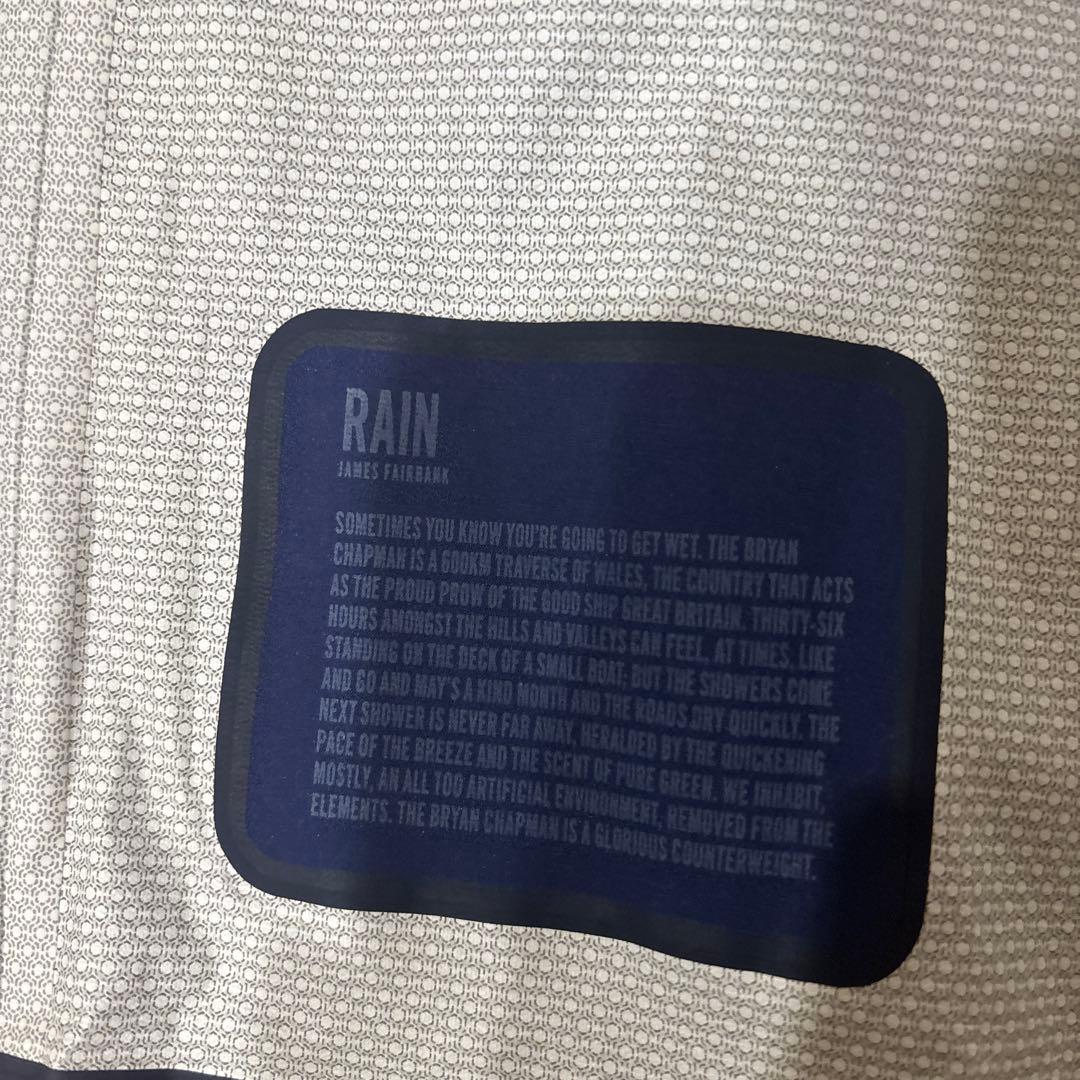 RAIN
JAMES FAIRBANK
SOMETIMES YOU KNOW YOU'RE GOING TO GET WET. THE BRYAN
CHAPMAN IS A 600KM TRAVERSE OF WALES, THE COUNTRY THAT ACTS
AS THE PROUD PROW OF THE GOOD SHIP GREAT BRITAIN. THIRTY-SIX
HOURS AMONGST THE HILLS AND VALLEYS CAN FEEL, AT TIMES, LIKE
STANDING ON THE DECK OF A SMALL BOAT; BUT THE SHOWERS COME
AND GO AND MAY'S A KIND MONTH AND THE ROADS DRY QUICKLY. THE
NEXT SHOWER IS NEVER FAR AWAY, HERALDED BY THE QUICKENING
PACE OF THE BREEZE AND THE SCENT OF PURE GREEN. WE INHABIT,
MOSTLY, AN ALL TOO ARTIFICIAL ENVIRONMENT, REMOVED FROM THE
ELEMENTS. THE BRYAN CHAPMAN IS A GLORIOUS COUNTERWEIGHT.